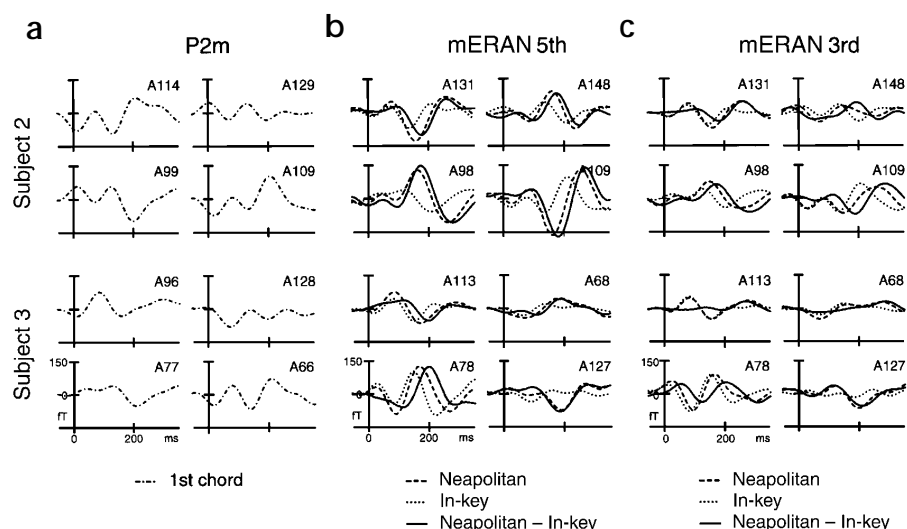 a
P2m
b
mERAN 5th
c
mERAN 3rd
Subject 2
A114
A129
A131
A148
A131
A148
A99
A109
A98
A109
A98
A109
Subject 3
A96
A128
A113
A68
A113
A68
150
0
fT
A77
A66
150
0
fT
A78
A127
150
0
fT
A78
A127
0
200
ms
0
200
ms
0
200
ms
1st chord
Neapolitan
In-key
Neapolitan – In-key
Neapolitan
In-key
Neapolitan – In-key